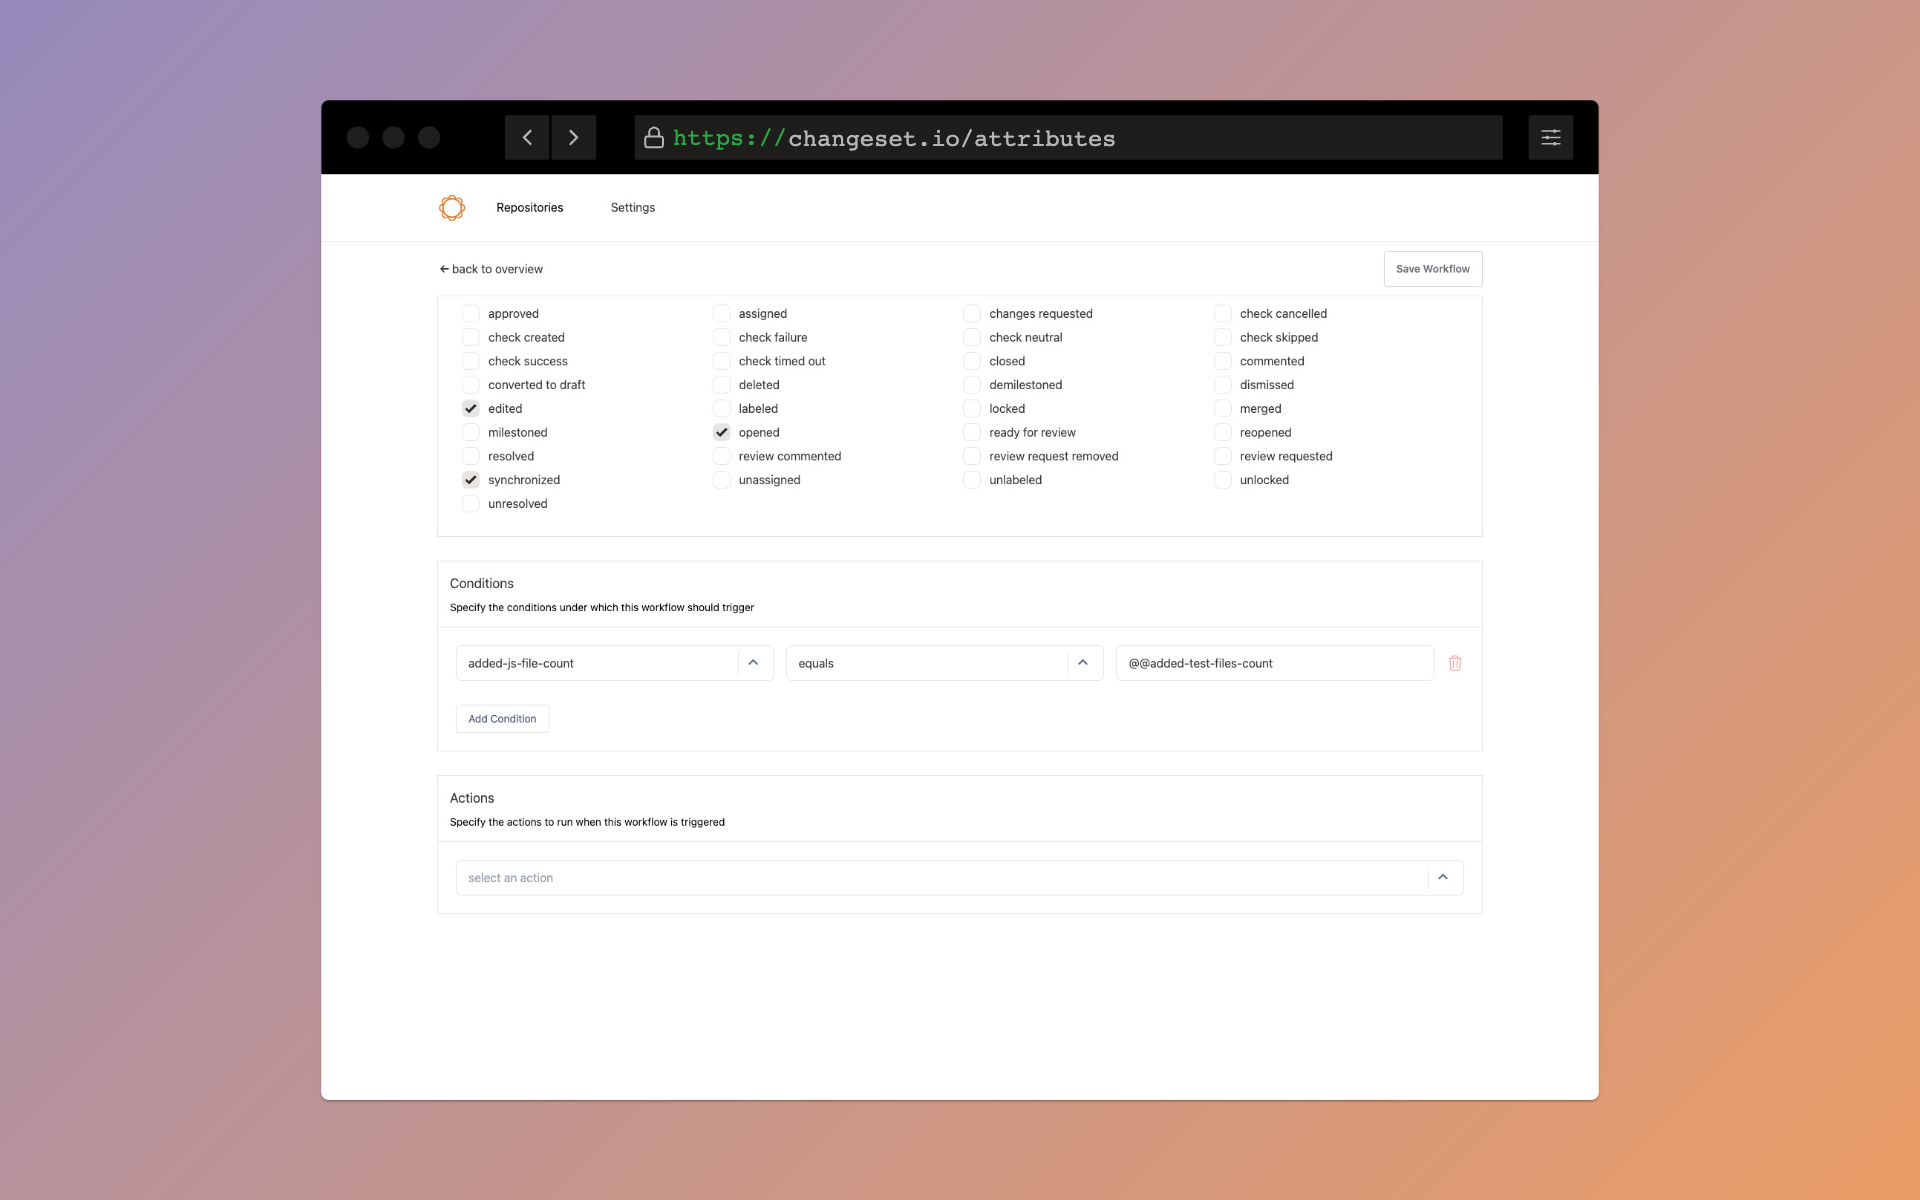 https://changeset.io/attributes
Repositories Settings
← back to overview Save Workflow
approved assigned changes requested check cancelled
check created check failure check neutral check skipped
check success check timed out closed commented
converted to draft deleted demilestoned dismissed
edited labeled locked merged
milestoned opened ready for review reopened
resolved review commented review request removed review requested
synchronized unassigned unlabeled unlocked
unresolved
Conditions
Specify the conditions under which this workflow should trigger
added-js-file-count equals @@added-test-files-count
Add Condition
Actions
Specify the actions to run when this workflow is triggered
select an action